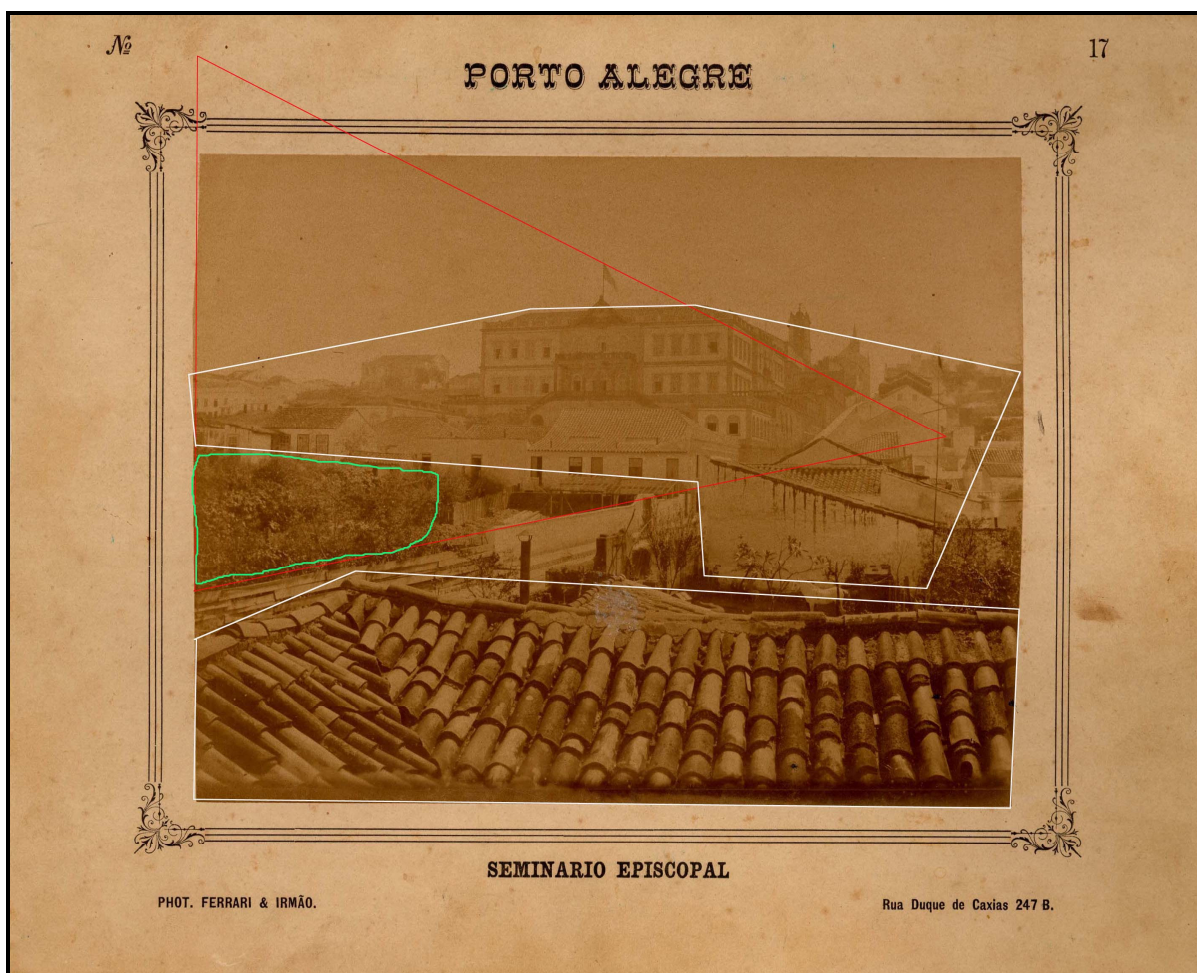 Nº
17
PORTO ALEGRE
SEMINARIO EPISCOPAL
PHOT. FERRARI & IRMÃO.
Rua Duque de Caxias 247 B.